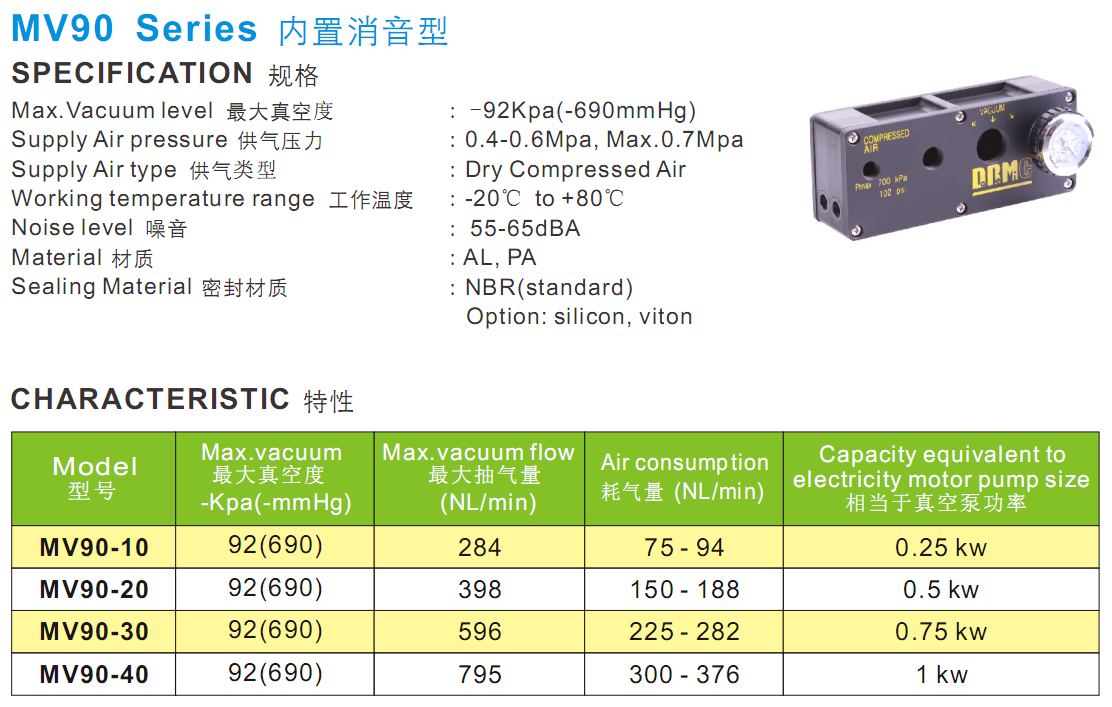 MV90 Series 内置消音型
SPECIFICATION 规格
Max.Vacuum level 最大真空度 : -92Kpa(-690mmHg)
Supply Air pressure 供气压力 : 0.4-0.6Mpa, Max.0.7Mpa
Supply Air type 供气类型 : Dry Compressed Air
Working temperature range 工作温度 : -20℃ to +80℃
Noise level 噪音 : 55-65dBA
Material 材质 : AL, PA
Sealing Material 密封材质 : NBR(standard)
Option: silicon, viton
COMPRESSED
AIR
VACUUM
Pmax 700 kPa
102 psi
CHARACTERISTIC 特性
Model
型号
Max.vacuum
最大真空度
-Kpa(-mmHg)
Max.vacuum flow
最大抽气量
(NL/min)
Air consumption
耗气量 (NL/min)
Capacity equivalent to
electricity motor pump size
相当于真空泵功率
MV90-10 92(690) 284 75 - 94 0.25 kw
MV90-20 92(690) 398 150 - 188 0.5 kw
MV90-30 92(690) 596 225 - 282 0.75 kw
MV90-40 92(690) 795 300 - 376 1 kw